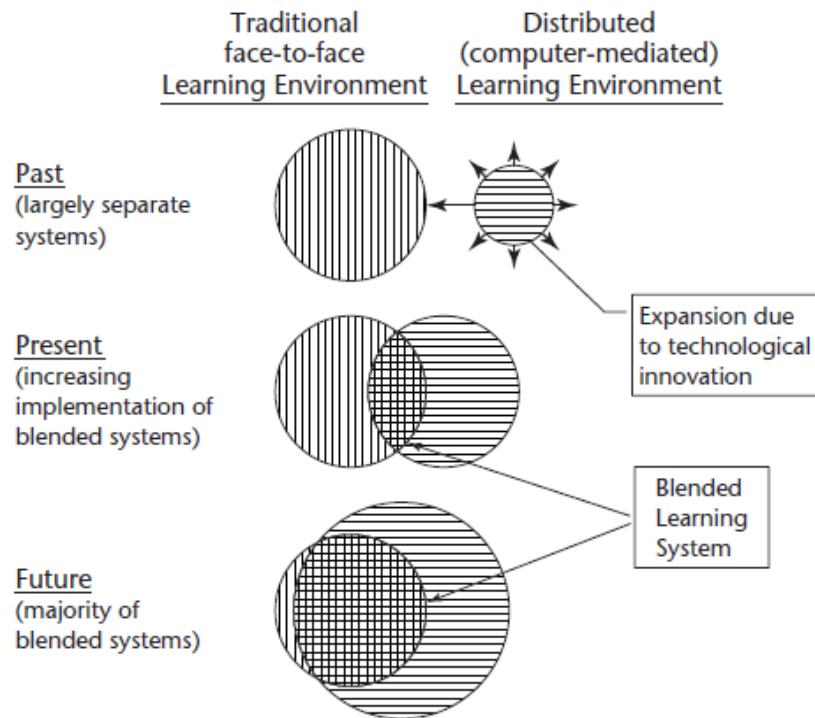 Traditional
face-to-face
Learning Environment
Distributed
(computer-mediated)
Learning Environment
Past
(largely separate
systems)
Expansion due
to technological
innovation
Present
(increasing
implementation of
blended systems)
Blended
Learning
System
Future
(majority of
blended systems)